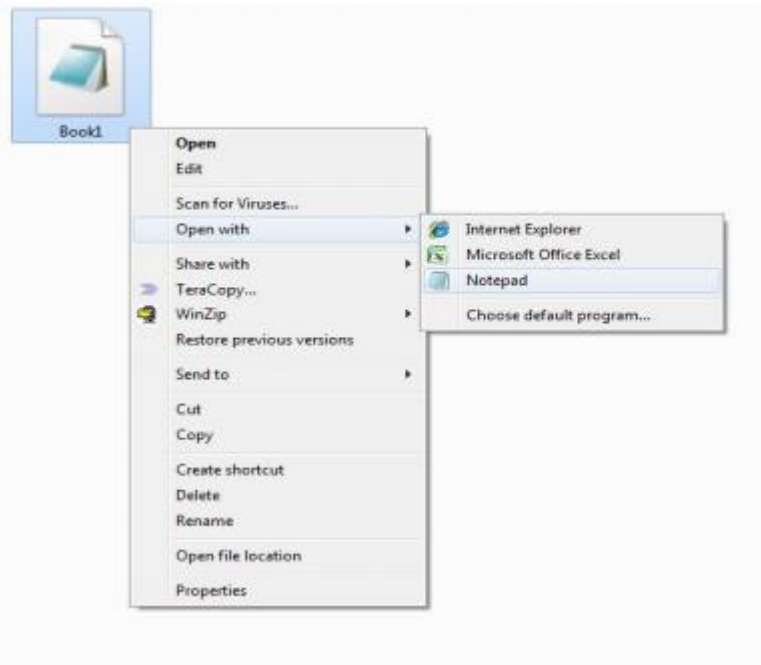 Book1
Open
Edit
Scan for Viruses...
Open with
Share with
TeraCopy...
WinZip
Restore previous versions
Send to
Cut
Copy
Create shortcut
Delete
Rename
Open file location
Properties
Internet Explorer
Microsoft Office Excel
Notepad
Choose default program...